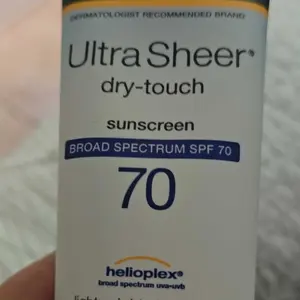 DERMATOLOGIST RECOMMENDED BRAND
Ultra Sheer®
dry-touch
sunscreen
BROAD SPECTRUM SPF 70
70
helioplex®
broad spectrum uva-uvb